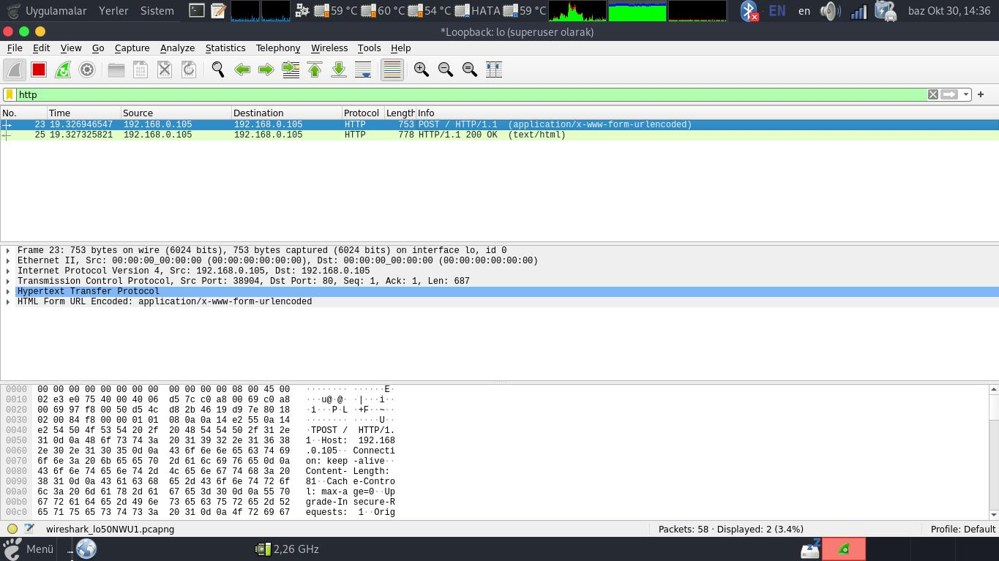 Uygulamalar Yerler Sistem 59 °C 60 °C 54 °C HATA 59 °C EN en baz Okt 30, 14:36
*Loopback: lo (superuser olarak)
File Edit View Go Capture Analyze Statistics Telephony Wireless Tools Help
http
No. Time Source Destination Protocol Length Info
23 19.326946547 192.168.0.105 192.168.0.105 HTTP 753 POST / HTTP/1.1 (application/x-www-form-urlencoded)
25 19.327325821 192.168.0.105 192.168.0.105 HTTP 778 HTTP/1.1 200 OK (text/html)
Frame 23: 753 bytes on wire (6024 bits), 753 bytes captured (6024 bits) on interface lo, id 0
Ethernet II, Src: 00:00:00_00:00:00 (00:00:00:00:00:00), Dst: 00:00:00_00:00:00 (00:00:00:00:00:00)
Internet Protocol Version 4, Src: 192.168.0.105, Dst: 192.168.0.105
Transmission Control Protocol, Src Port: 38904, Dst Port: 80, Seq: 1, Ack: 1, Len: 687
Hypertext Transfer Protocol
HTML Form URL Encoded: application/x-www-form-urlencoded
0000 00 00 00 00 00 00 00 00 00 00 00 00 08 00 45 00 ········ ······E·
0010 02 e3 e0 75 40 00 40 06 d5 7c c0 a8 00 69 c0 a8 ···u@·@· ·|···i··
0020 00 69 97 f8 00 50 d5 4c d8 2b 46 19 d9 7e 80 18 ·i···P·L ·+F··~··
0030 02 00 84 f8 00 00 01 01 08 0a 0a 14 e2 55 0a 14 ········ ·····U··
0040 e2 54 50 4f 53 54 20 2f 20 48 54 54 50 2f 31 2e ·TPOST / HTTP/1.
0050 31 0d 0a 48 6f 73 74 3a 20 31 39 32 2e 31 36 38 1··Host: 192.168
0060 2e 30 2e 31 30 35 0d 0a 43 6f 6e 6e 65 63 74 69 .0.105·· Connecti
0070 6f 6e 3a 20 6b 65 65 70 2d 61 6c 69 76 65 0d 0a on: keep -alive··
0080 43 6f 6e 74 65 6e 74 2d 4c 65 6e 67 74 68 3a 20 Content- Length:
0090 38 31 0d 0a 43 61 63 68 65 2d 43 6f 6e 74 72 6f 81··Cach e-Contro
00a0 6c 3a 20 6d 61 78 2d 61 67 65 3d 30 0d 0a 55 70 l: max-a ge=0··Up
00b0 67 72 61 64 65 2d 49 6e 73 65 63 75 72 65 2d 52 grade-In secure-R
00c0 65 71 75 65 73 74 73 3a 20 31 0d 0a 4f 72 69 67 equests: 1··Orig
wireshark_lo50NWU1.pcapng Packets: 58 · Displayed: 2 (3.4%) Profile: Default
Menü 2,26 GHz